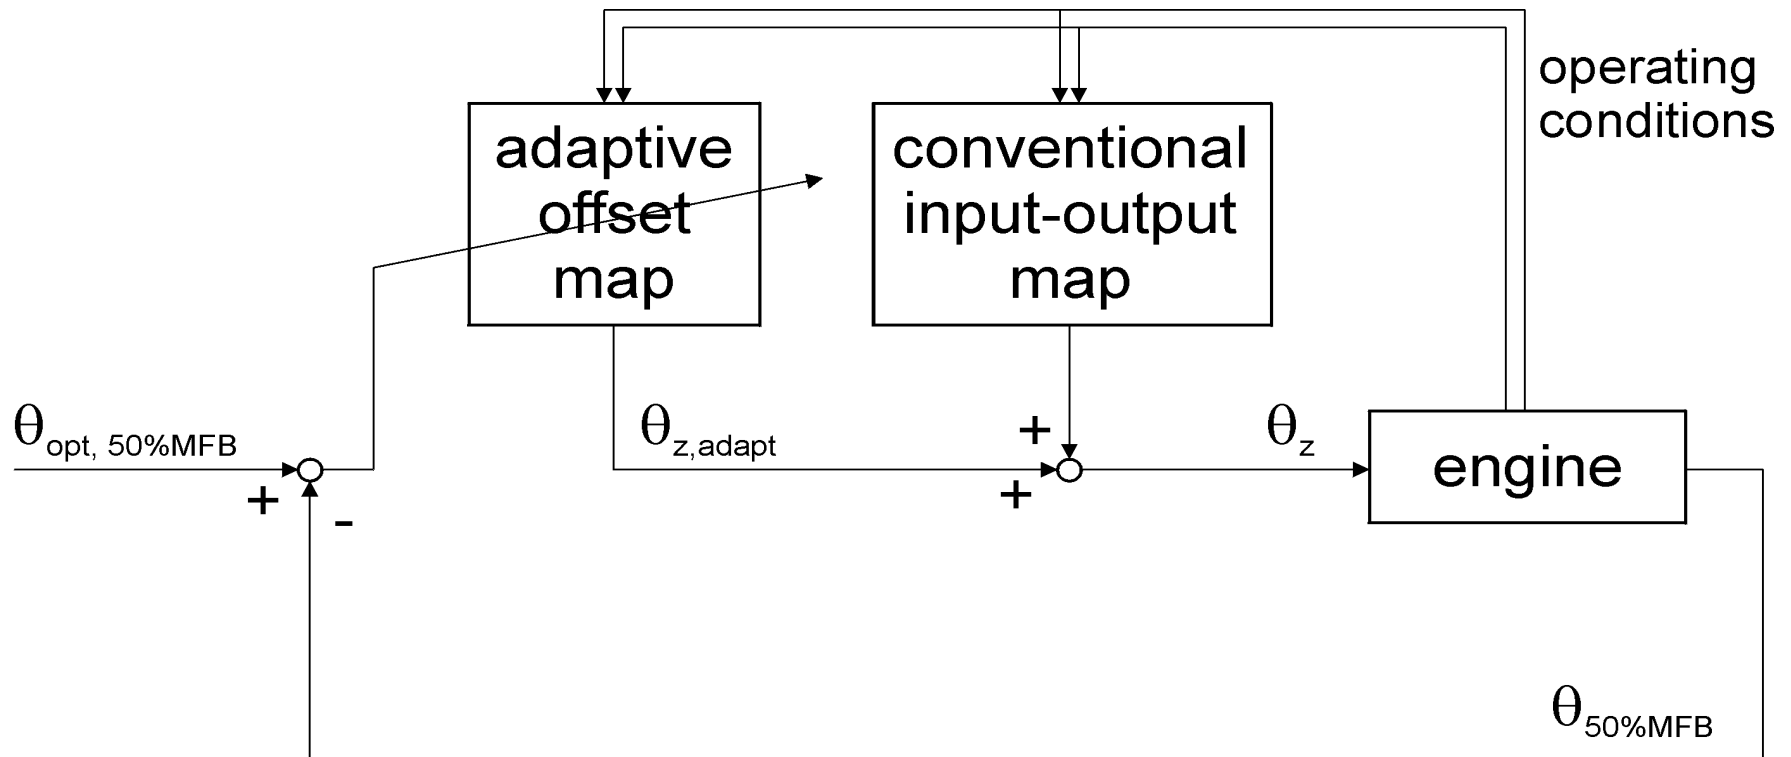 operating
conditions
adaptive
offset
map
conventional
input-output
map
θopt, 50%MFB
+
-
θz,adapt
+
+
θz
engine
θ50%MFB